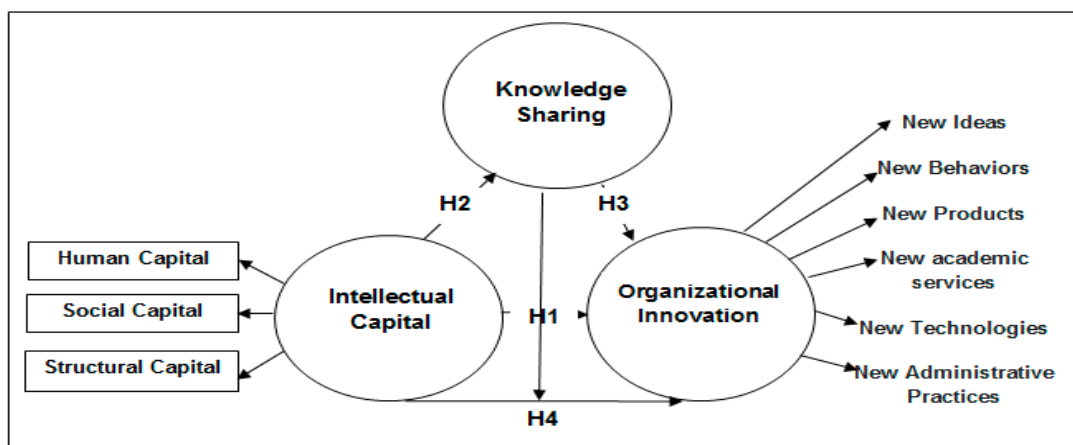 Knowledge
Sharing
New Ideas
New Behaviors
H2
H3
New Products
Human Capital
New academic
services
Intellectual
Capital
Organizational
Innovation
Social Capital
H1
New Technologies
Structural Capital
New Administrative
Practices
H4